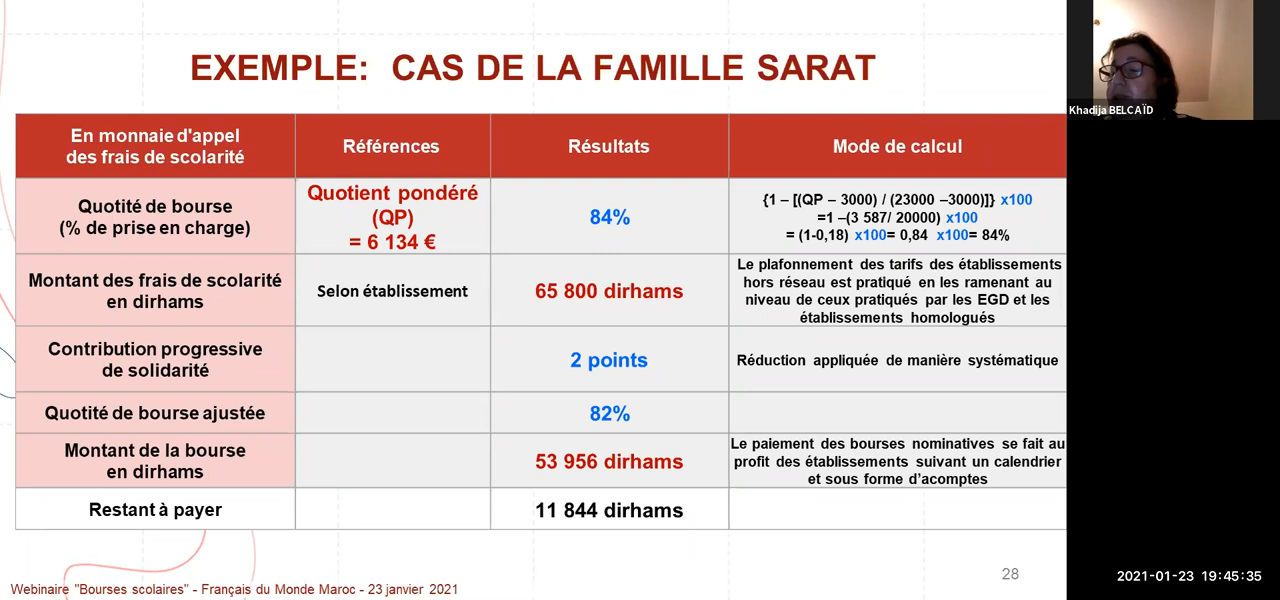 EXEMPLE: CAS DE LA FAMILLE SARAT
Khadija BELCAÏD
En monnaie d'appel
des frais de scolarité
Références
Résultats
Mode de calcul
Quotité de bourse
(% de prise en charge)
Quotient pondéré
(QP)
= 6 134 €
84%
{1 – [(QP – 3000) / (23000 –3000)]} x100
=1 –(3 587/ 20000) x100
= (1-0,18) x100= 0,84 x100= 84%
Montant des frais de scolarité
en dirhams
Selon établissement
65 800 dirhams
Le plafonnement des tarifs des établissements
hors réseau est pratiqué en les ramenant au
niveau de ceux pratiqués par les EGD et les
établissements homologués
Contribution progressive
de solidarité
2 points
Réduction appliquée de manière systématique
Quotité de bourse ajustée
82%
Montant de la bourse
en dirhams
53 956 dirhams
Le paiement des bourses nominatives se fait au
profit des établissements suivant un calendrier
et sous forme d'acomptes
Restant à payer
11 844 dirhams
28
Webinaire "Bourses scolaires" - Français du Monde Maroc - 23 janvier 2021
2021-01-23 19:45:35